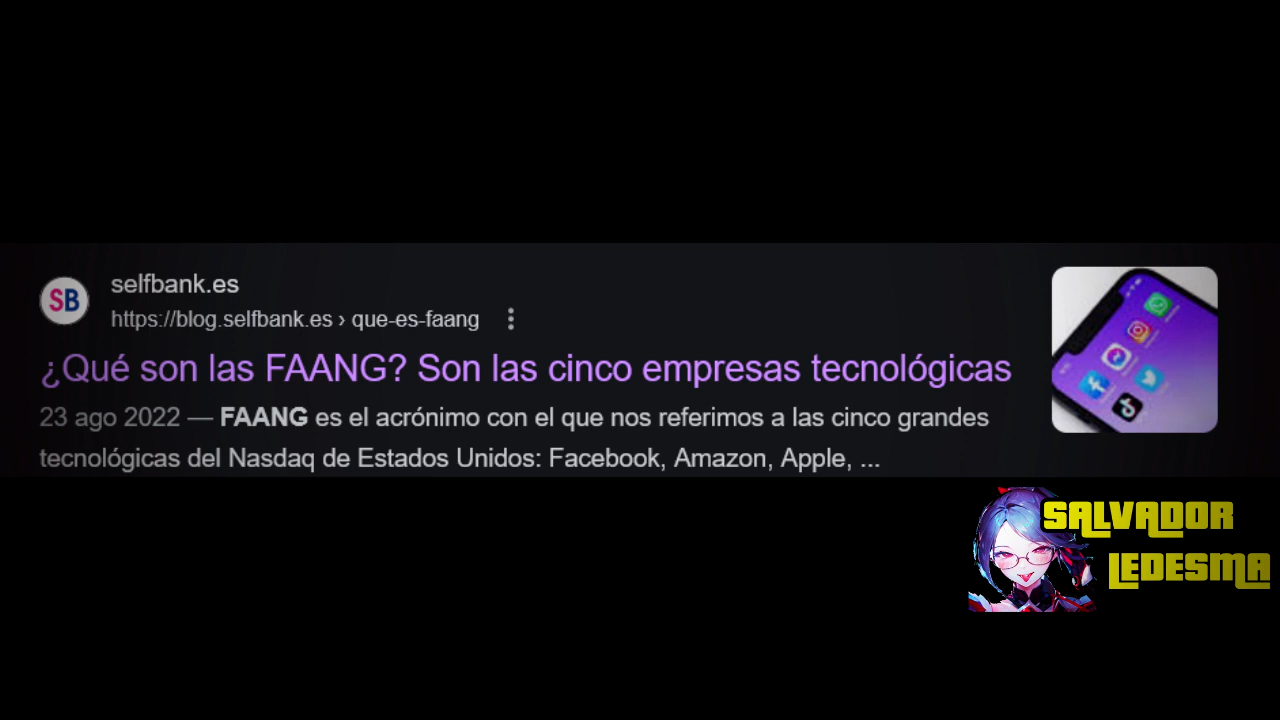 SB
selfbank.es
https://blog.selfbank.es › que-es-faang
¿Qué son las FAANG? Son las cinco empresas tecnológicas
23 ago 2022 — FAANG es el acrónimo con el que nos referimos a las cinco grandes
tecnológicas del Nasdaq de Estados Unidos: Facebook, Amazon, Apple, ...
SALVADOR
LEDESMA